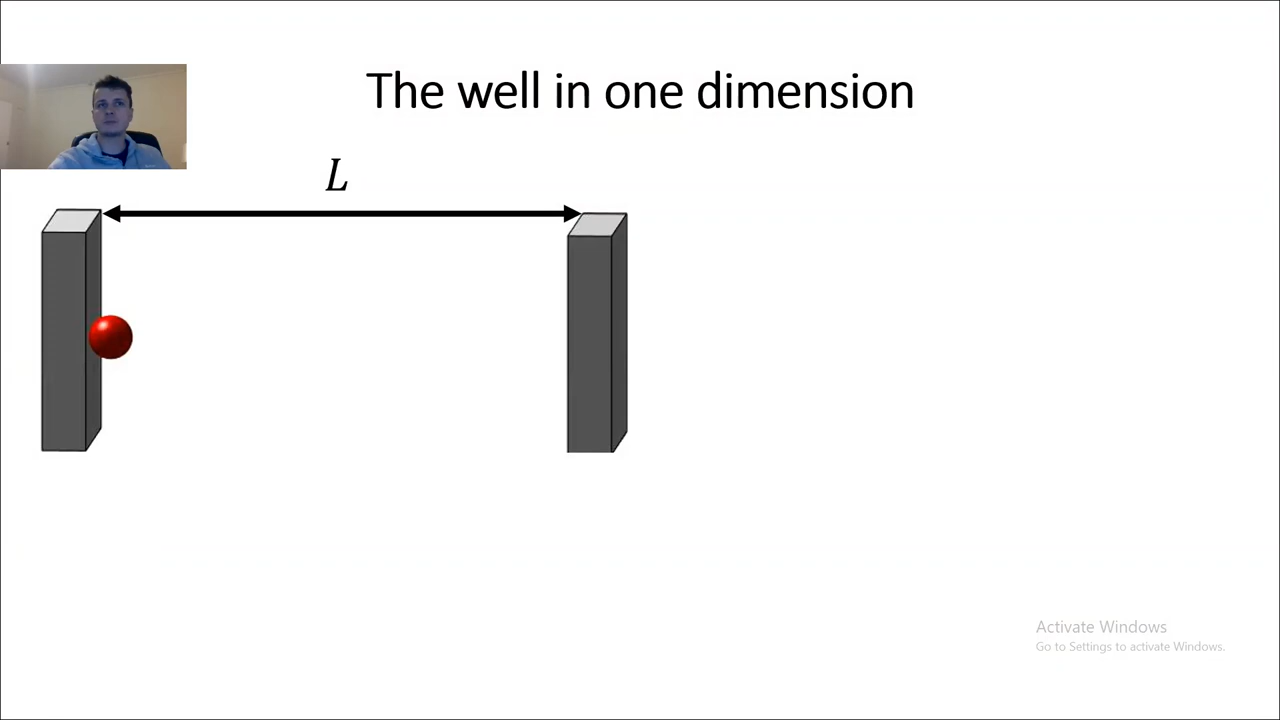 The well in one dimension
L
Activate Windows
Go to Settings to activate Windows.